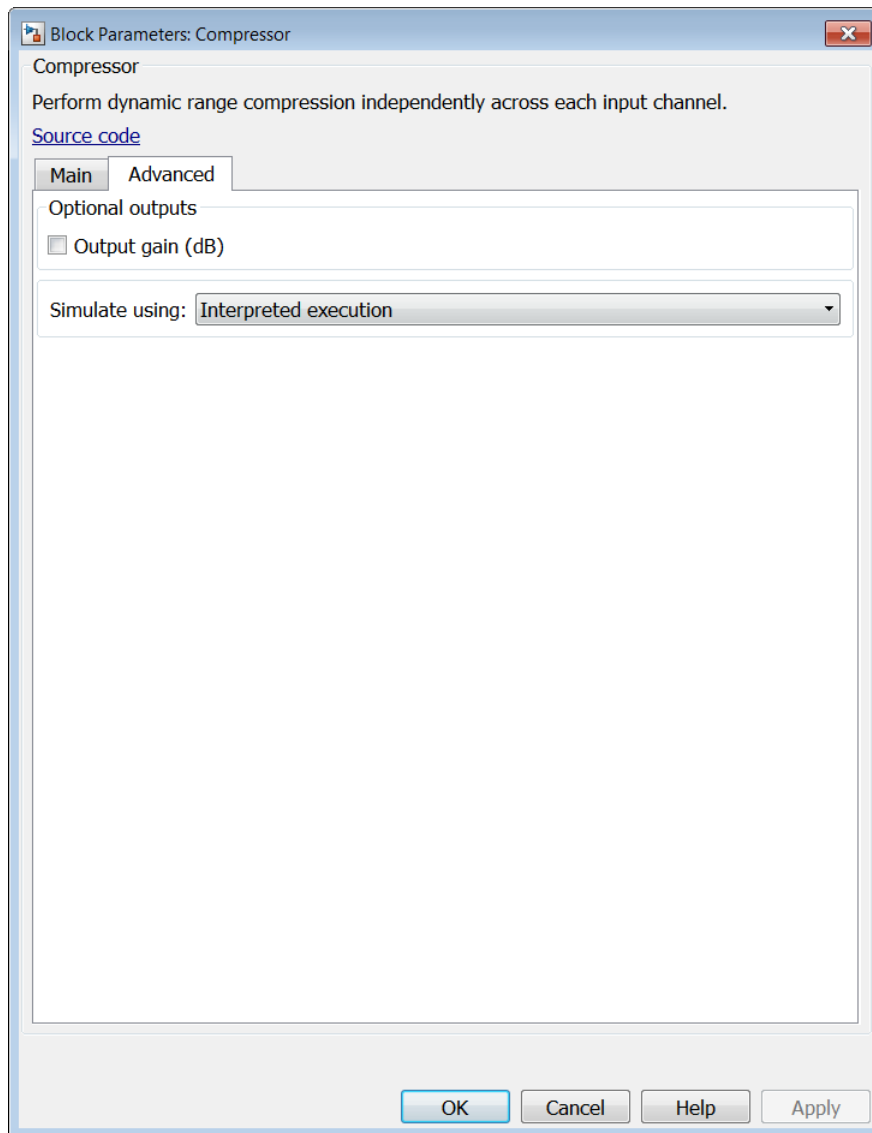 Block Parameters: Compressor
Compressor
Perform dynamic range compression independently across each input channel.
Source code
Main Advanced
Optional outputs
Output gain (dB)
Simulate using: Interpreted execution
OK Cancel Help Apply